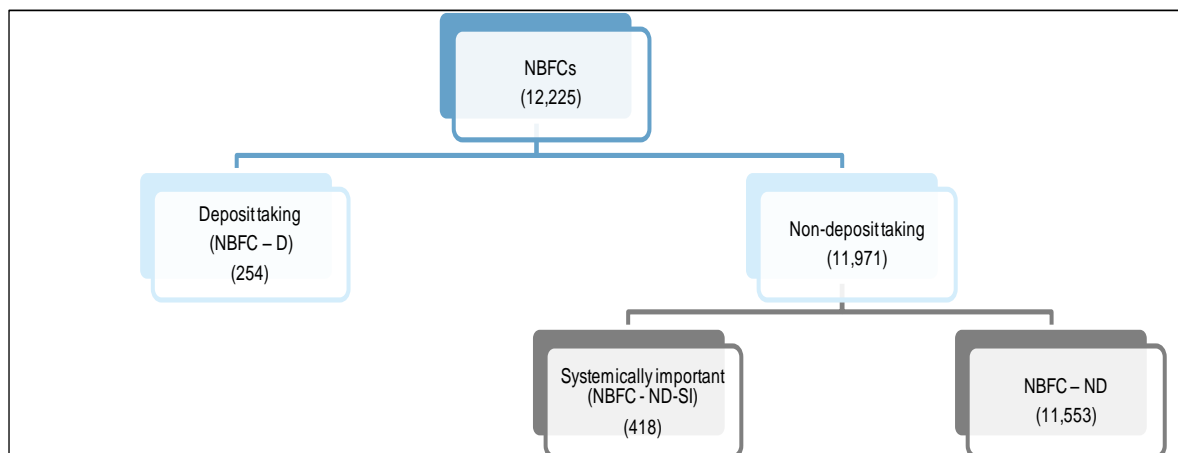 NBFCs
(12,225)
Deposit taking
(NBFC – D)
(254)
Non-deposit taking
(11,971)
Systemically important
(NBFC - ND-SI)
(418)
NBFC – ND
(11,553)